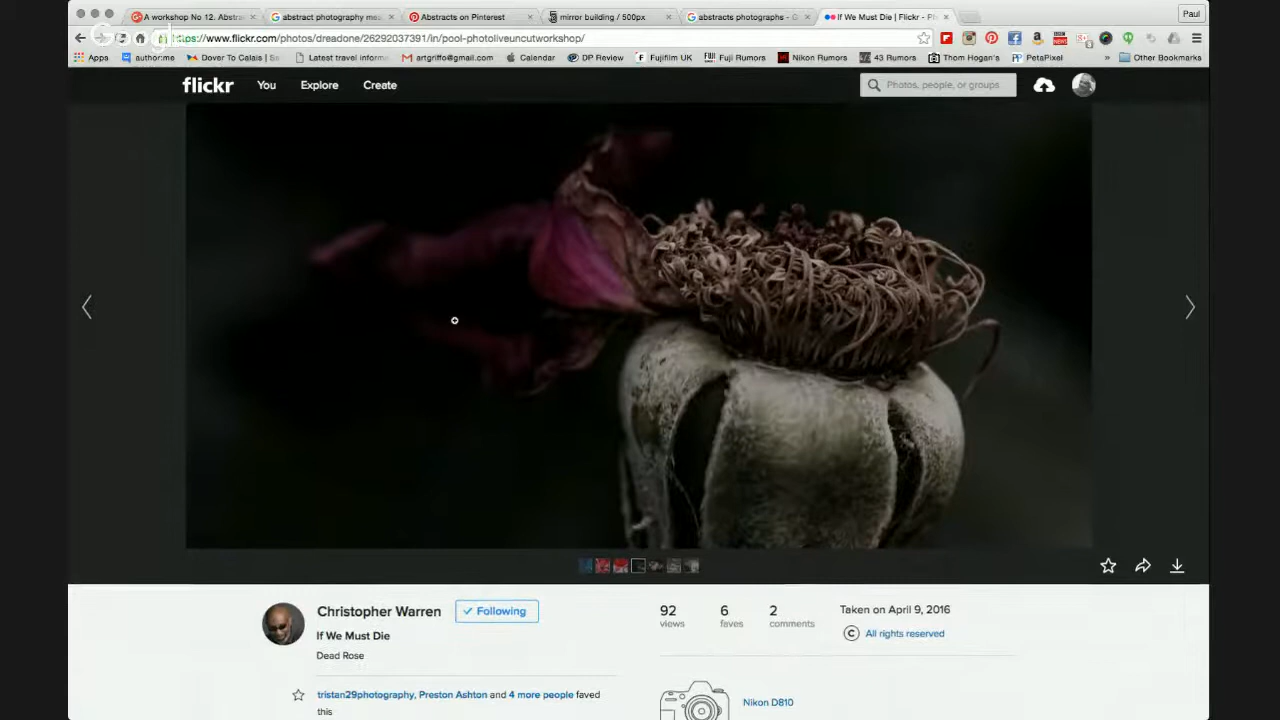 A workshop No 12. Abstra
abstract photography mea
Abstracts on Pinterest
mirror building / 500px
abstracts photographs - G
If We Must Die | Flickr - Ph
Paul
https://www.flickr.com/photos/dreadone/26292037391/in/pool-photoliveuncutworkshop/
Apps
author:me
Dover To Calais | Se
Latest travel inform
artgriffo@gmail.com
Calendar
DP Review
Fujifilm UK
Fuji Rumors
Nikon Rumors
43 Rumors
Thom Hogan's
PetaPixel
»
Other Bookmarks
flickr
You
Explore
Create
Photos, people, or groups
Christopher Warren
Following
If We Must Die
Dead Rose
92
views
6
faves
2
comments
Taken on April 9, 2016
All rights reserved
tristan29photography, Preston Ashton and 4 more people faved
this
Nikon D810